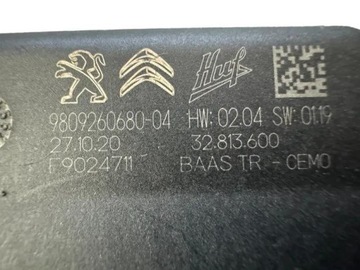 Huf
9809260680-04 HW:02.04 SW:01.19
27.10.20 32.813.600
F9024711 BAAS TR - CEMO